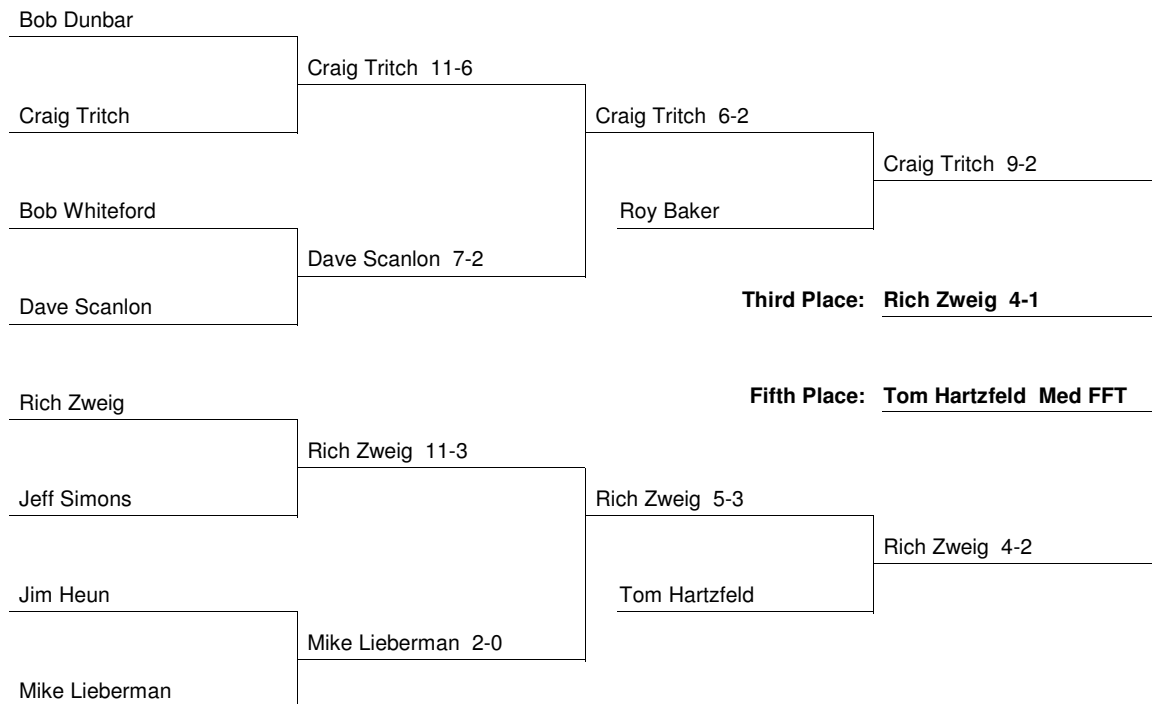 Bob Dunbar
Craig Tritch 11-6
Craig Tritch
Craig Tritch 6-2
Craig Tritch 9-2
Bob Whiteford
Roy Baker
Dave Scanlon 7-2
Dave Scanlon
Third Place: Rich Zweig 4-1
Fifth Place: Tom Hartzfeld Med FFT
Rich Zweig
Rich Zweig 11-3
Jeff Simons
Rich Zweig 5-3
Rich Zweig 4-2
Jim Heun
Tom Hartzfeld
Mike Lieberman 2-0
Mike Lieberman